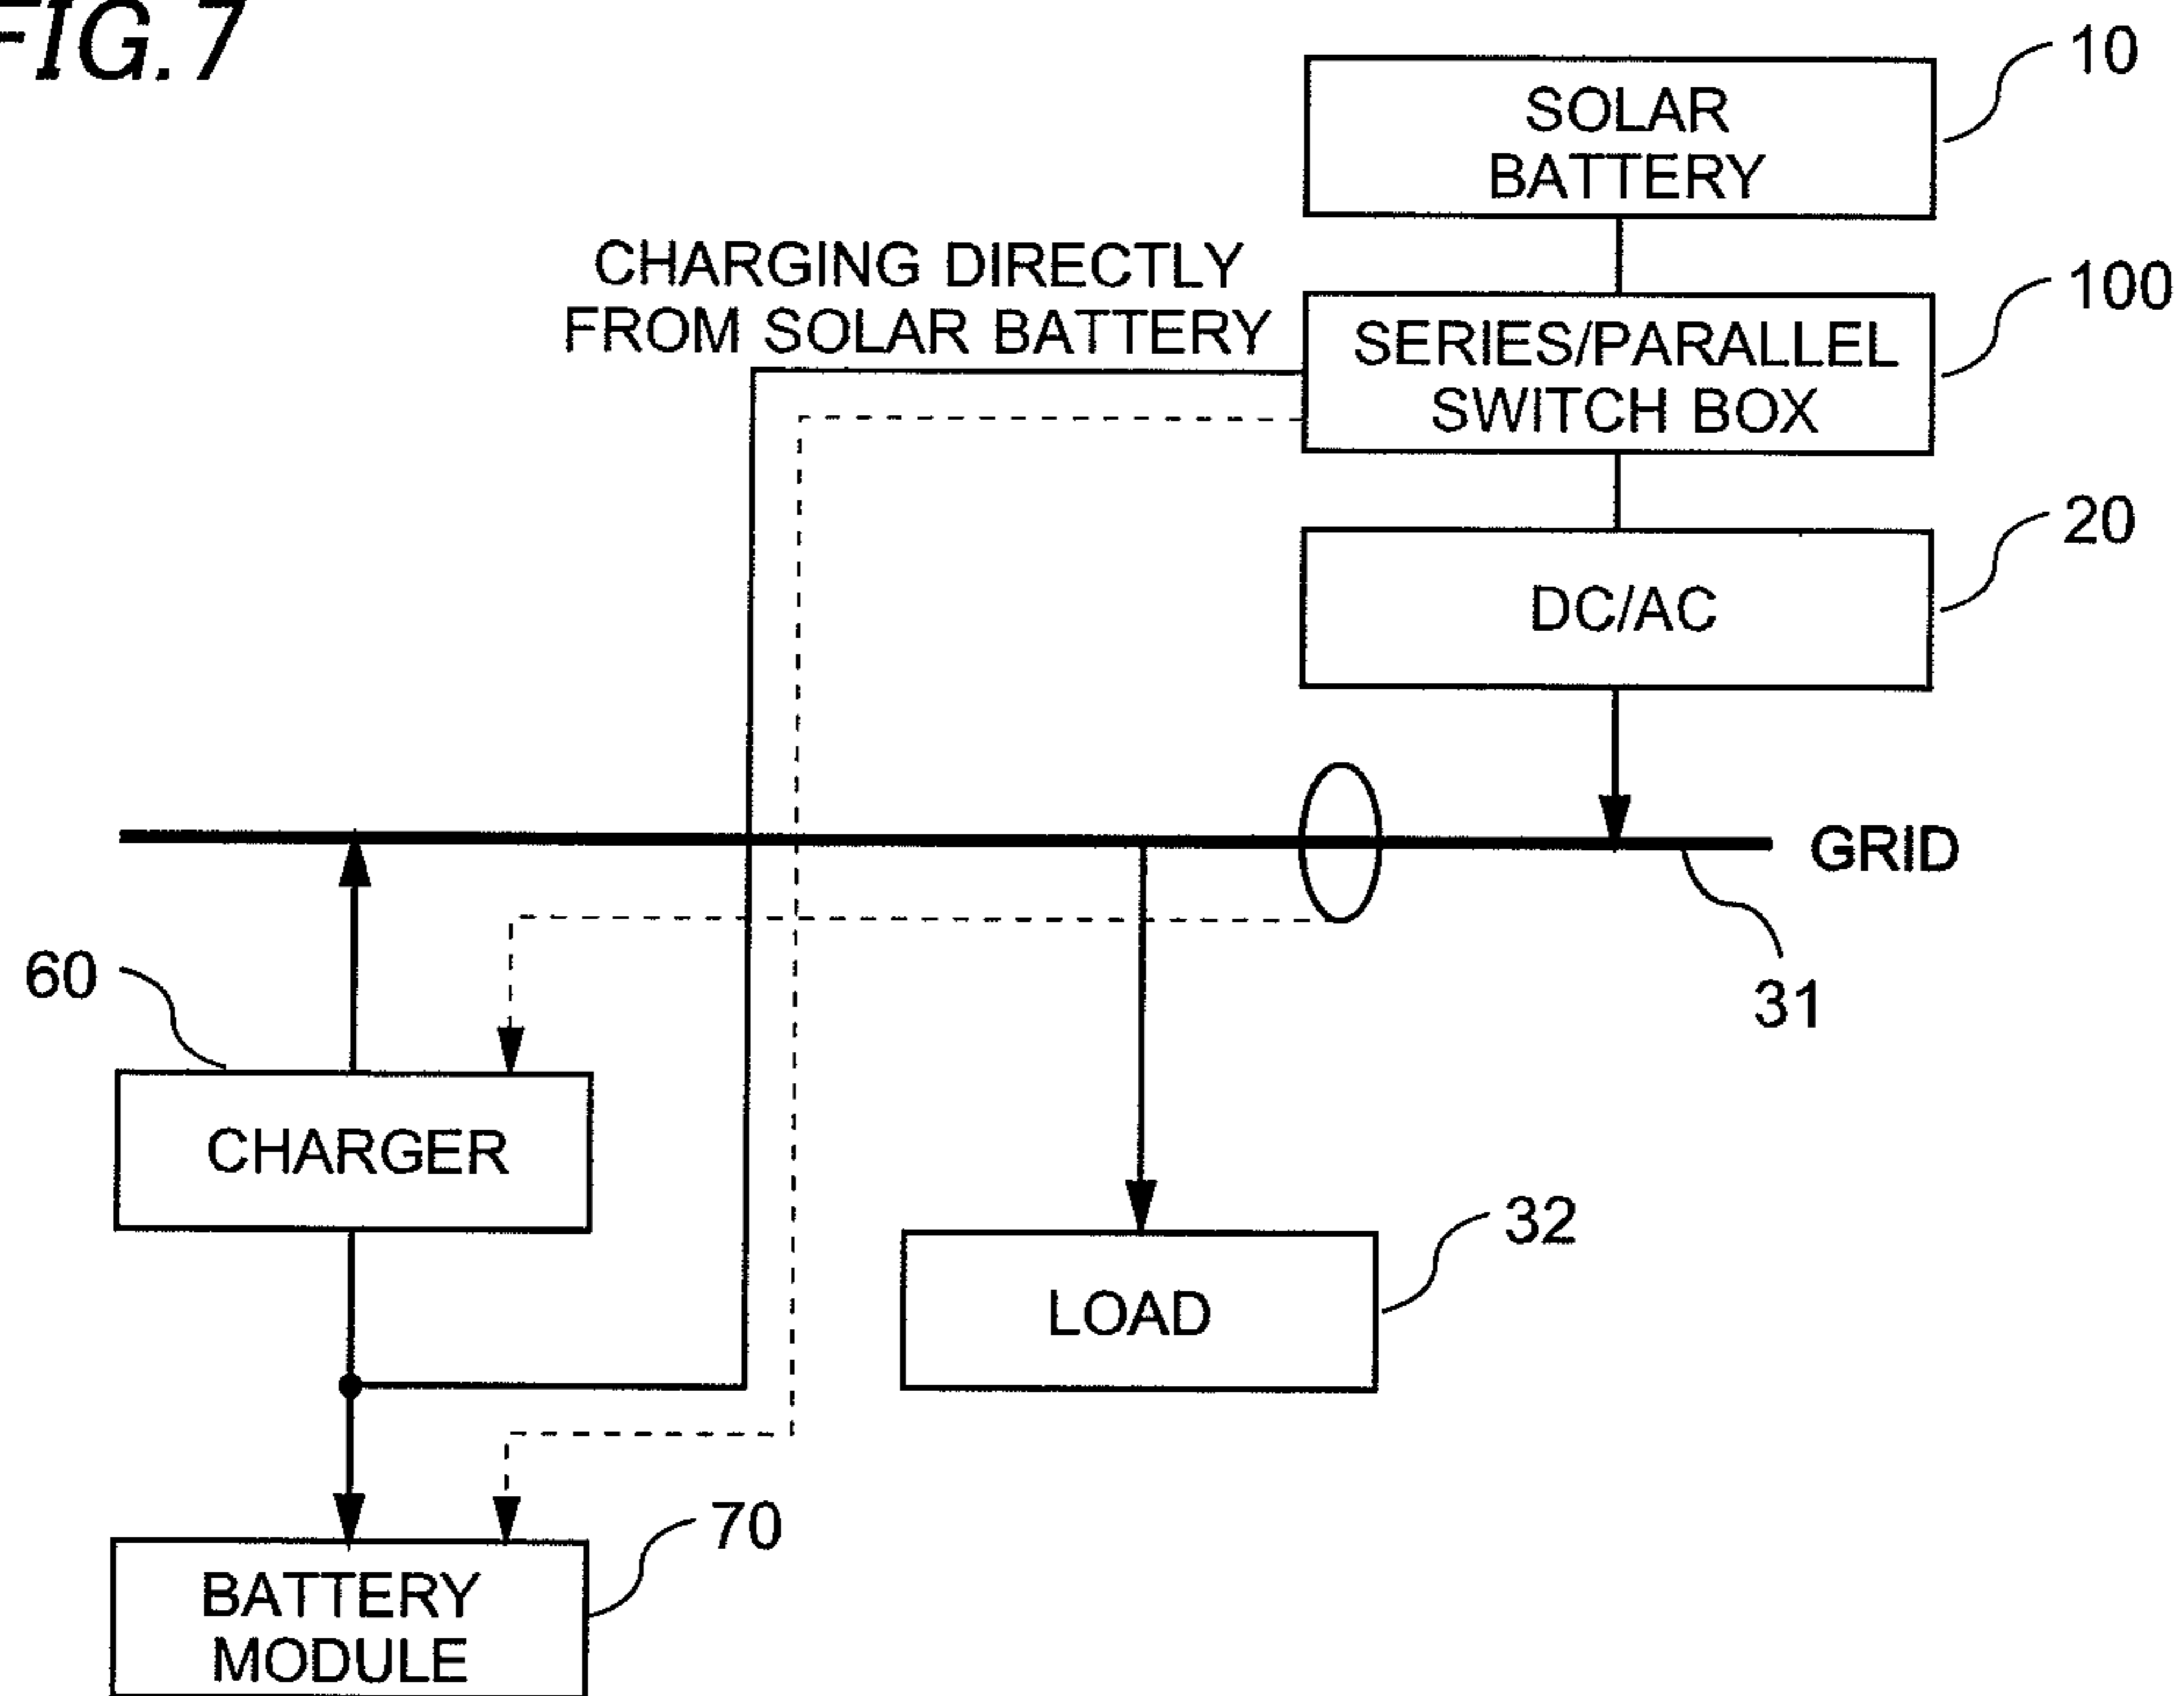 FIG. 7
10
SOLAR
BATTERY
CHARGING DIRECTLY
FROM SOLAR BATTERY
100
SERIES/PARALLEL
SWITCH BOX
20
DC/AC
GRID
31
60
CHARGER
32
LOAD
70
BATTERY
MODULE